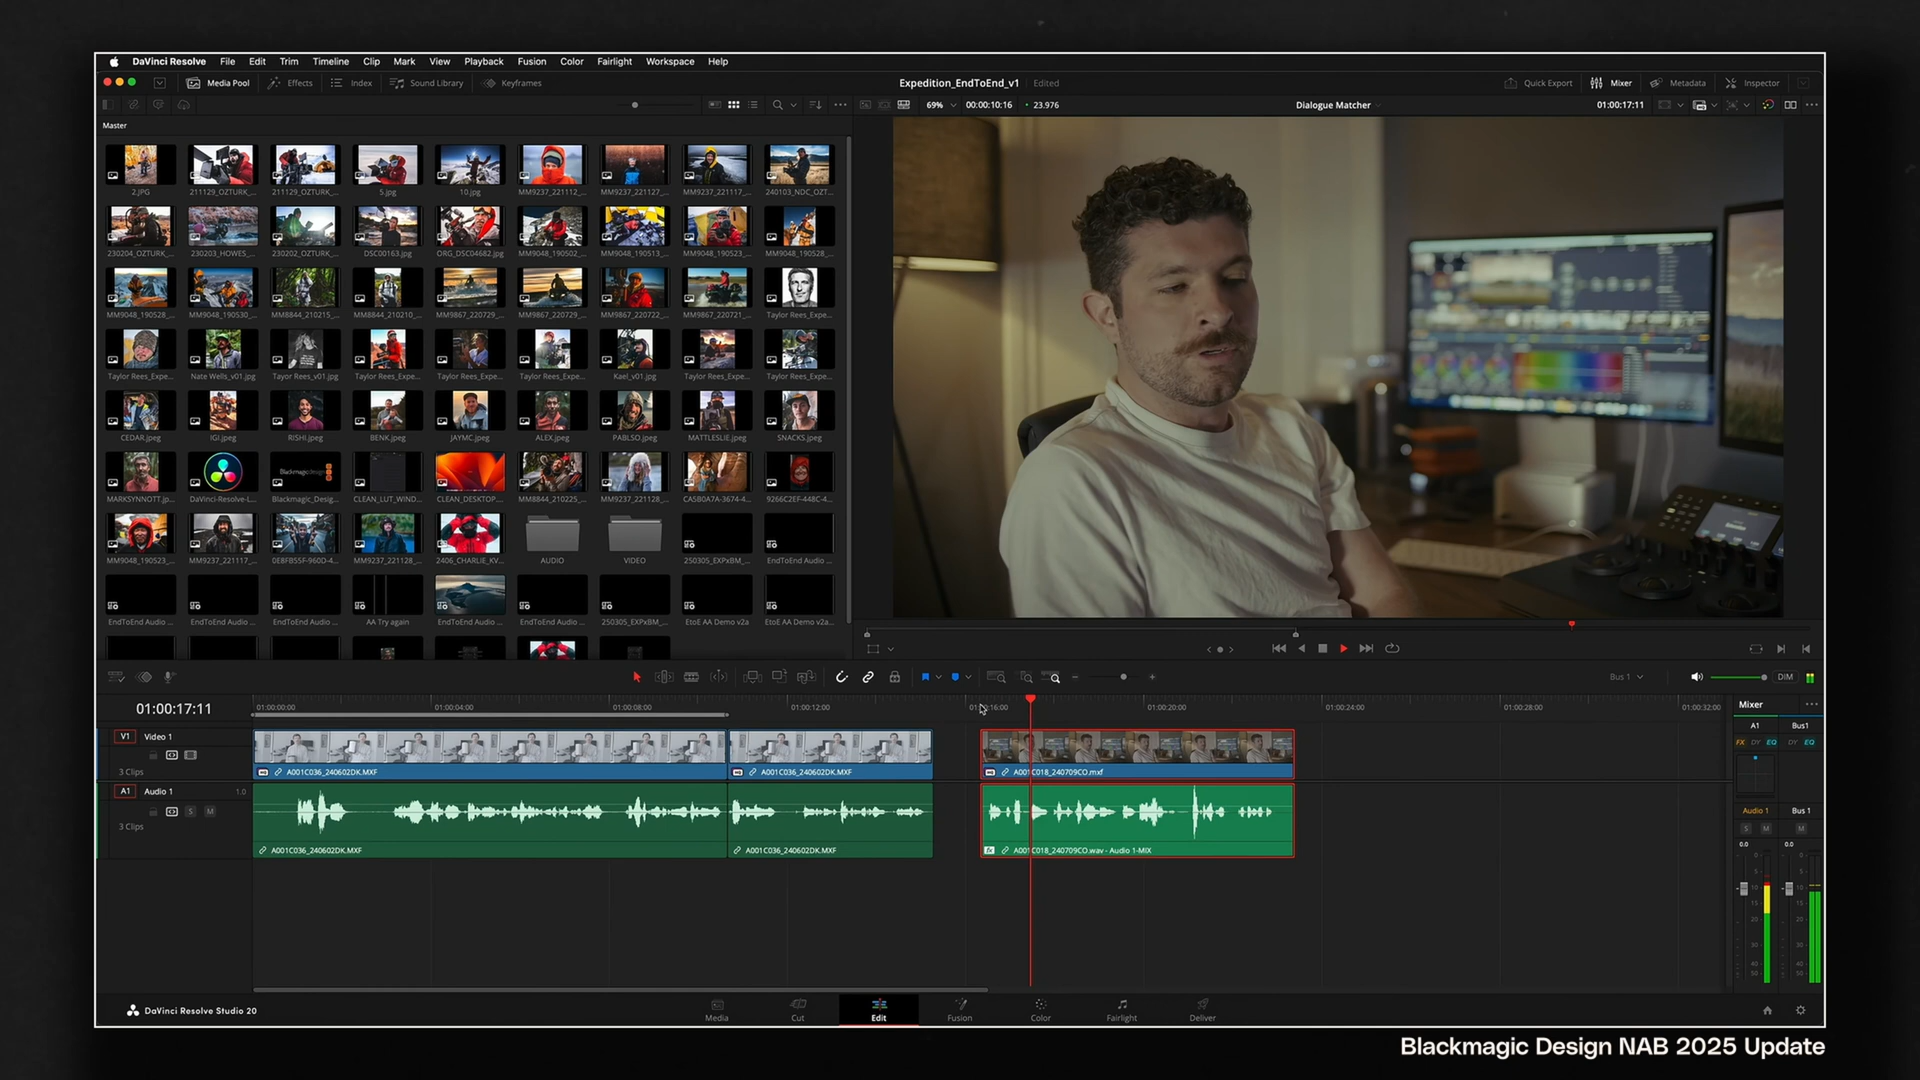 DaVinci Resolve File Edit Trim Timeline Clip Mark View Playback Fusion Color Fairlight Workspace Help
Media Pool Effects Index Sound Library Keyframes Expedition_EndToEnd_v1 Edited Quick Export Mixer Metadata Inspector
69% 00:00:10:16 23.976 Dialogue Matcher 01:00:17:11
Master
2.JPG 211129_OZTURK_... 211129_OZTURK_... 5.jpg 10.jpg MM9237_221112_... MM9237_221127_... MM9237_221117_... 240103_NDC_OZT...
230204_OZTURK_... 230203_HOWES_... 230202_OZTURK_... DSC00163.jpg ORG_DSC04682.jpg MM9048_190502_... MM9048_190513_... MM9048_190523_... MM9048_190528_...
MM9048_190528_... MM9048_190530_... MM8844_210215_... MM8844_210210_... MM9867_220729_... MM9867_220729_... MM9867_220722_... MM9867_220721_... Taylor Rees_Expe...
Taylor Rees_Expe... Nate Wells_v01.jpg Tayor Rees_v01.jpg Taylor Rees_Expe... Taylor Rees_Expe... Taylor Rees_Expe... Kael_v01.jpg Taylor Rees_Expe... Taylor Rees_Expe...
CEDAR.jpeg IGI.jpeg RISHI.jpeg BENK.jpeg JAYMC.jpeg ALEX.jpeg PABLSO.jpeg MATTLESLIE.jpeg SNACKS.jpeg
MARKSYNNOTT.jp... DaVinci-Resolve-L... Blackmagic_Desig... CLEAN_LUT_WIND... CLEAN_DESKTOP... MM8844_210225_... MM9237_221128_... CA5B0A7A-3674-4... 9266C2EF-448C-4...
MM9048_190523_... MM9237_221117_... 0E8FB55F-960D-4... MM9237_221128_... 2406_CHARLIE_KV... AUDIO VIDEO 250305_EXPxBM_... EndToEnd Audio ...
EndToEnd Audio ... EndToEnd Audio ... EndToEnd Audio ... AA Try again EndToEnd Audio ... EndToEnd Audio ... 250305_EXPxBM_... EtoE AA Demo v2a EtoE AA Demo v2a...
Bus 1 DIM
01:00:17:11 01:00:00:00 01:00:04:00 01:00:08:00 01:00:12:00 01:00:16:00 01:00:20:00 01:00:24:00 01:00:28:00 01:00:32:00 Mixer
A1 Bus1
V1 Video 1
FX DY EQ DY EQ
3 Clips A001C036_240602DK.MXF A001C036_240602DK.MXF A001C018_240709CO.mxf
A1 Audio 1 1.0
S M
Audio 1 Bus 1
3 Clips
S M M
0.0 0.0
A001C036_240602DK.MXF A001C036_240602DK.MXF A001C018_240709CO.wav - Audio 1-MIX
DaVinci Resolve Studio 20 Media Cut Edit Fusion Color Fairlight Deliver
Blackmagic Design NAB 2025 Update